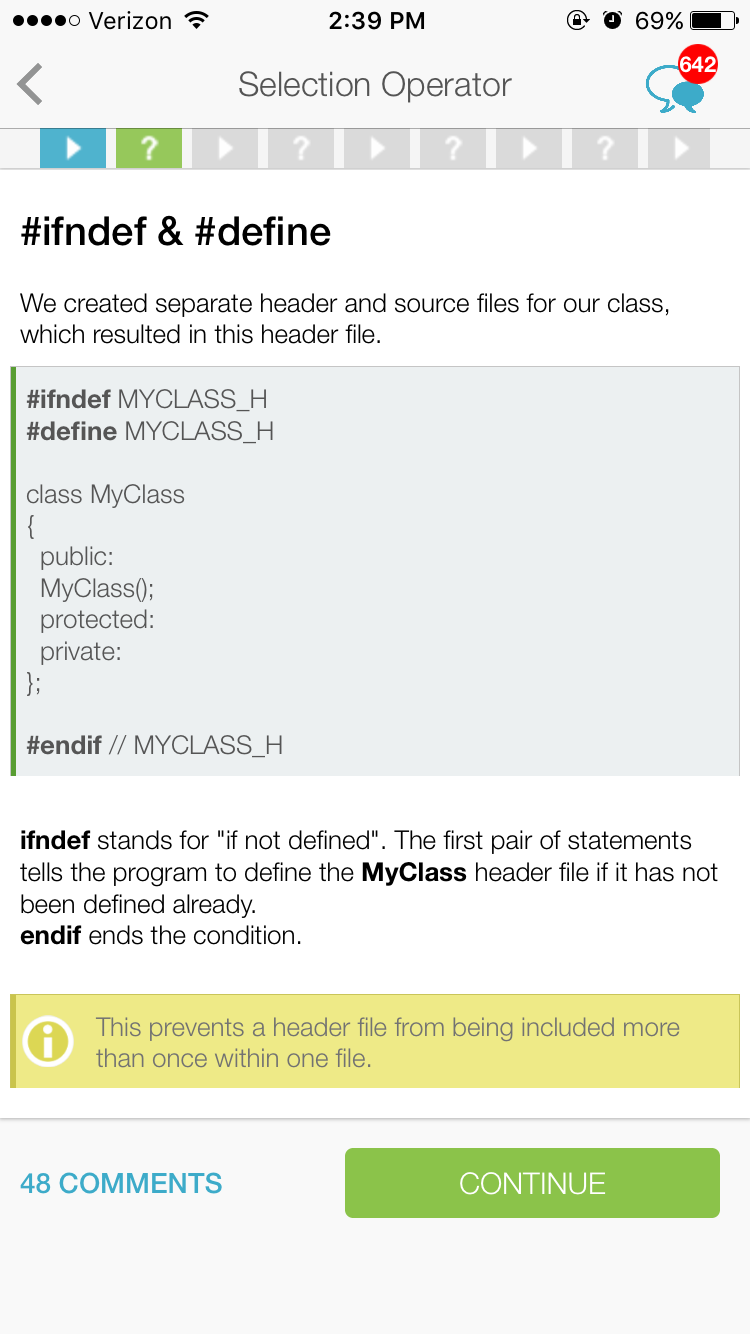 Verizon 2:39 PM 69%
Selection Operator 642
? ? ? ?
#ifndef & #define
We created separate header and source files for our class,
which resulted in this header file.
#ifndef MYCLASS_H
#define MYCLASS_H
class MyClass
{
public:
MyClass();
protected:
private:
};
#endif // MYCLASS_H
ifndef stands for "if not defined". The first pair of statements
tells the program to define the MyClass header file if it has not
been defined already.
endif ends the condition.
This prevents a header file from being included more
than once within one file.
48 COMMENTS CONTINUE